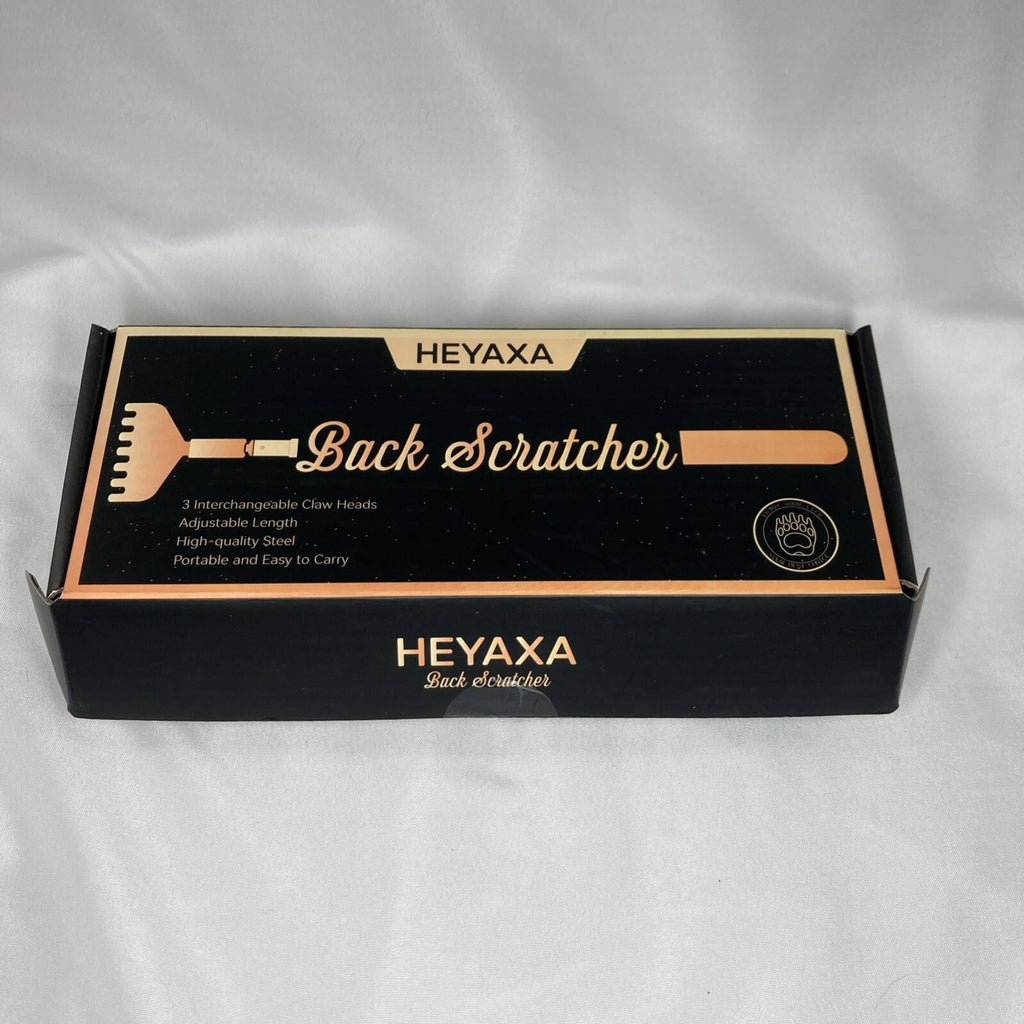 HEYAXA
Back Scratcher
3 Interchangeable Claw Heads
Adjustable Length
High-quality Steel
Portable and Easy to Carry
HEYAXA
Back Scratcher